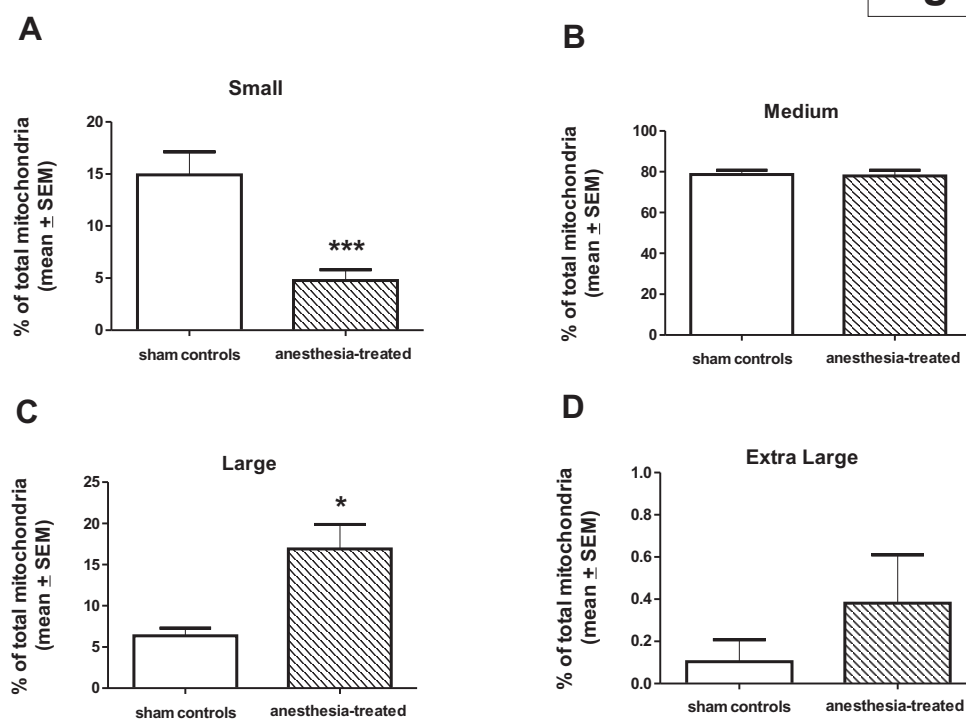 A
Small
% of total mitochondria
(mean ± SEM)
20
15
10
5
0
***
sham controls
anesthesia-treated
B
Medium
% of total mitochondria
(mean ± SEM)
100
80
60
40
20
0
sham controls
anesthesia-treated
C
Large
% of total mitochondria
(mean ± SEM)
25
20
15
10
5
0
*
sham controls
anesthesia-treated
D
Extra Large
% of total mitochondria
(mean ± SEM)
1.0
0.8
0.6
0.4
0.2
0.0
sham controls
anesthesia-treated